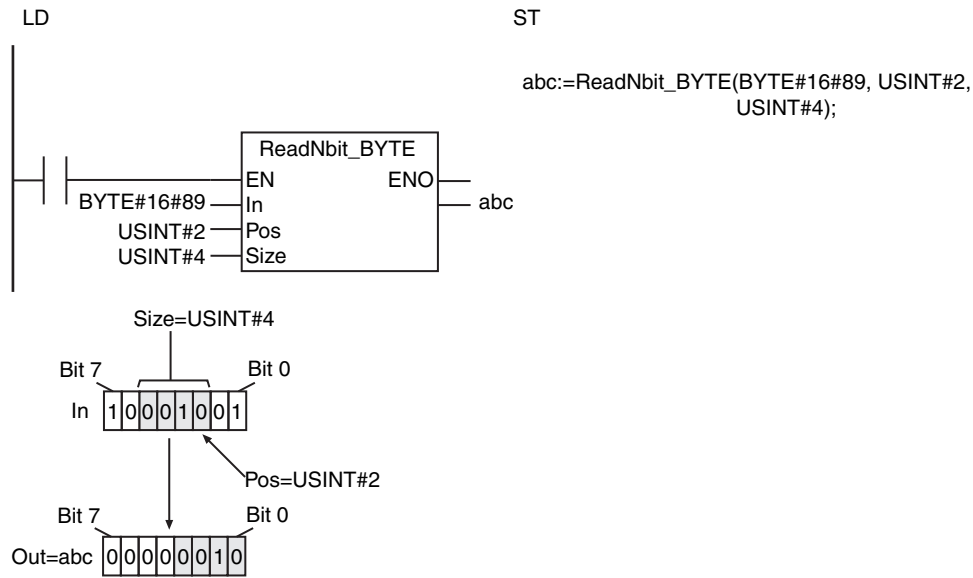 LD
ST
abc:=ReadNbit_BYTE(BYTE#16#89, USINT#2,
USINT#4);
ReadNbit_BYTE
EN ENO
BYTE#16#89 In abc
USINT#2 Pos
USINT#4 Size
Size=USINT#4
Bit 7 Bit 0
In 1 0 0 0 1 0 0 1
Pos=USINT#2
Bit 7 Bit 0
Out=abc 0 0 0 0 0 0 1 0